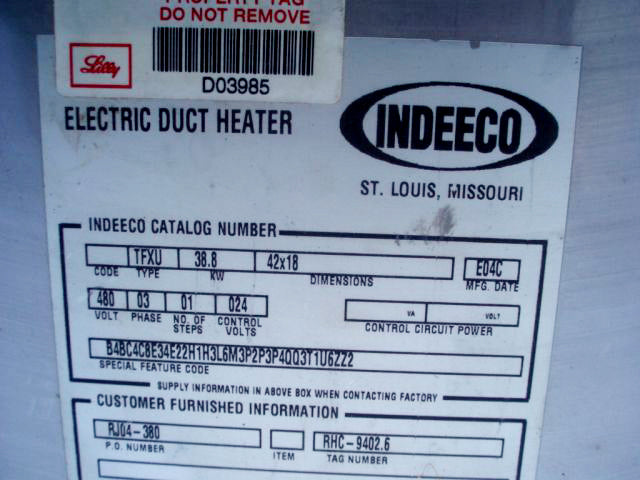 PROPERTY TAG
DO NOT REMOVE
Lilly
D03985
ELECTRIC DUCT HEATER
INDEECO
ST. LOUIS, MISSOURI
INDEECO CATALOG NUMBER
TFXU 38.8 42x18 E04C
CODE TYPE KW DIMENSIONS MFG. DATE
480 03 01 024
VOLT PHASE NO. OF STEPS CONTROL VOLTS
VA VOLT
CONTROL CIRCUIT POWER
B4BC4C8E34E22H1H3L6M3P2P3P4QQ3T1U6ZZ2
SPECIAL FEATURE CODE
SUPPLY INFORMATION IN ABOVE BOX WHEN CONTACTING FACTORY
CUSTOMER FURNISHED INFORMATION
RJ04-380 RHC-9402.6
P.O. NUMBER ITEM TAG NUMBER